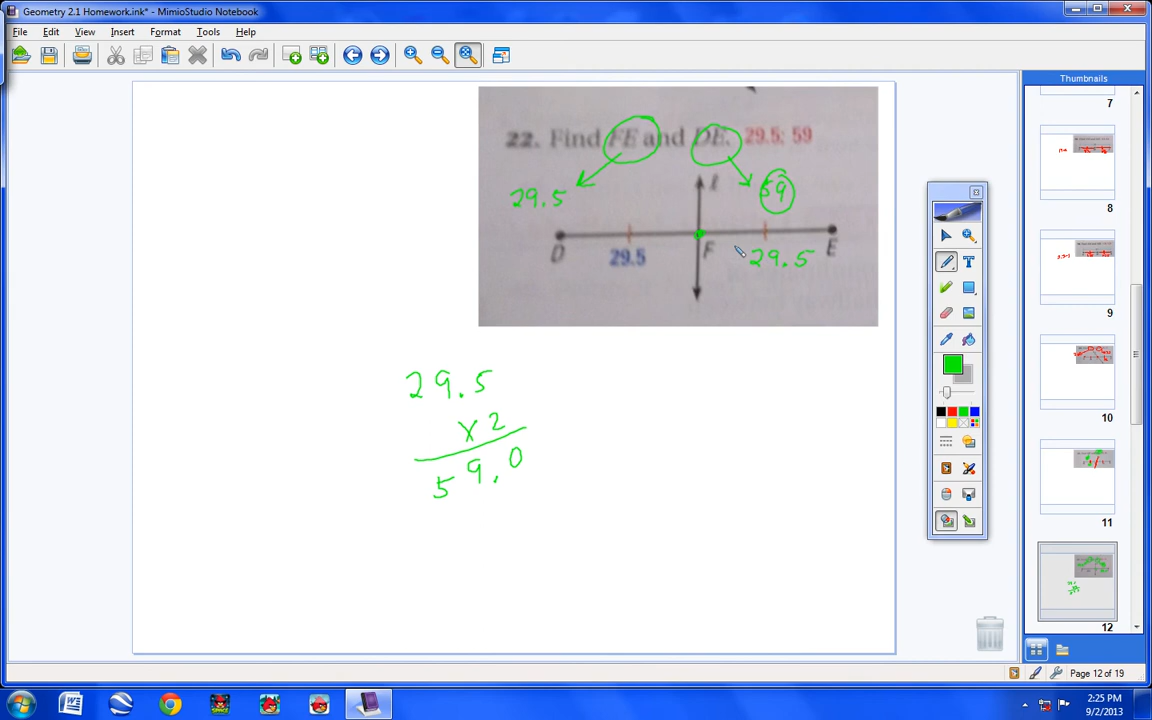 Geometry 2.1 Homework.ink* - MimioStudio Notebook
File Edit View Insert Format Tools Help
Thumbnails
7
8
9
10
11
12
22. Find FE and DE. 29.5; 59
29.5
59
ℓ
D
29.5
F
29.5
E
29.5
x2
59.0
T
Page 12 of 19
W
2:25 PM
9/2/2013